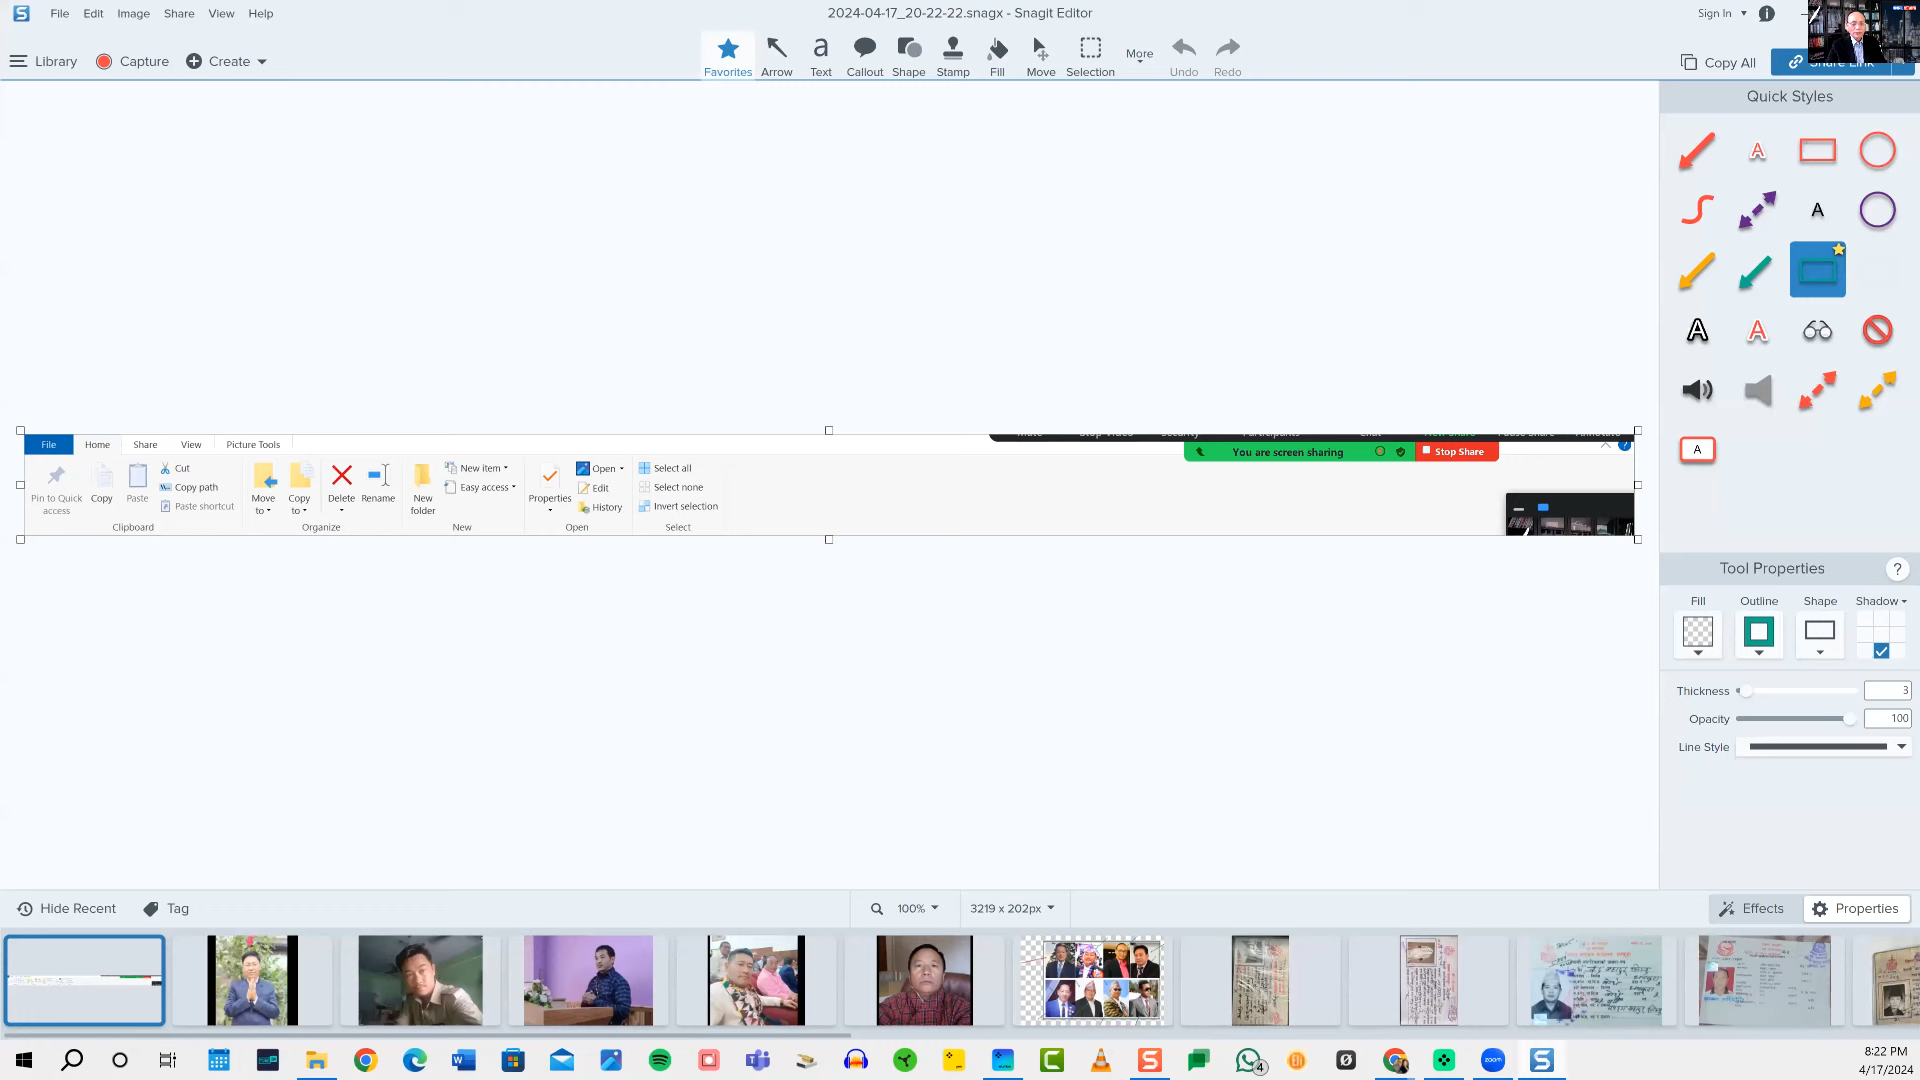 File Edit Image Share View Help
2024-04-17_20-22-22.snagx - Snagit Editor
Sign In
Library Capture Create
Favorites Arrow Text Callout Shape Stamp Fill Move Selection More Undo Redo
Copy All Share Link
Quick Styles
A
A
A A
A
File Home Share View Picture Tools
You are screen sharing Stop Share
Pin to Quick access
Copy
Paste
Cut
Copy path
Paste shortcut
Clipboard
Move to
Copy to
Delete
Rename
Organize
New folder
New item
Easy access
New
Properties
Open
Edit
History
Open
Select all
Select none
Invert selection
Select
Tool Properties ?
Fill Outline Shape Shadow
Thickness 3
Opacity 100
Line Style
Hide Recent Tag 100% 3219 x 202px Effects Properties
4
zoom
8:22 PM
4/17/2024